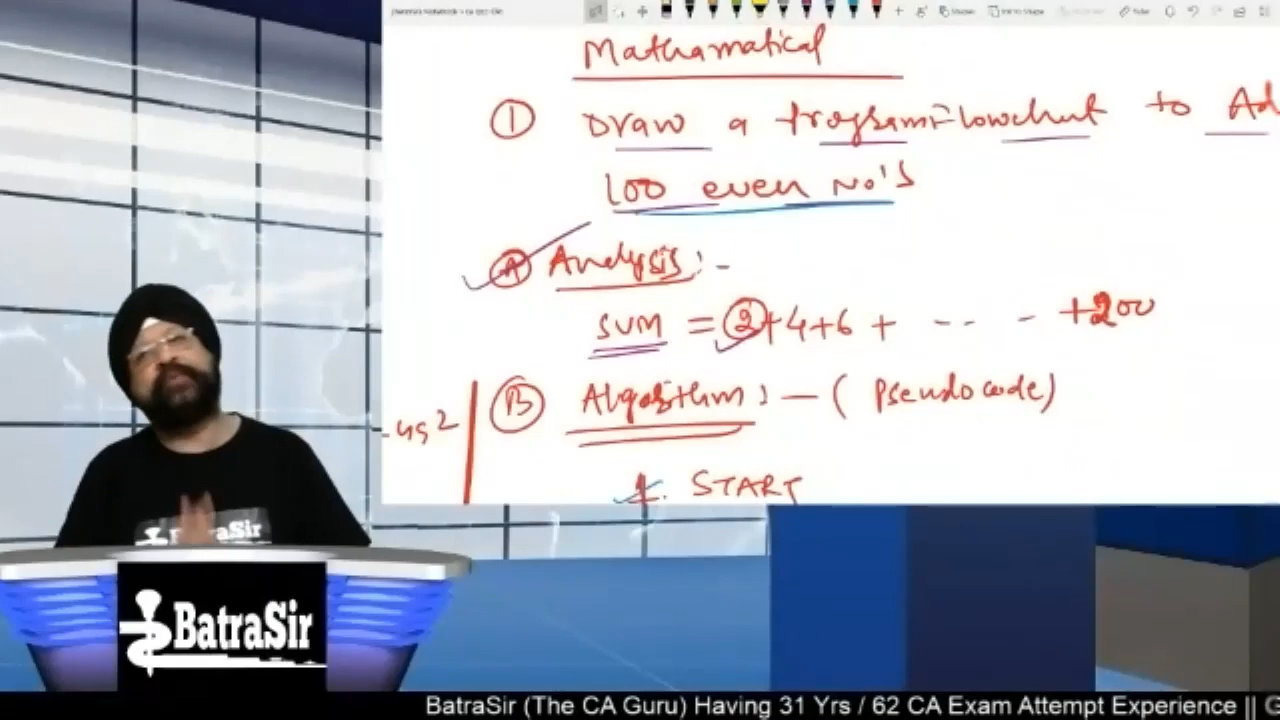 Mathamatical
① Draw a Program Flowchart to Ad
100 even No's
Ⓐ Analysis :-
SUM = 2+4+6 + -- - +200
Ⓑ Algorithm : — ( Pseudocode)
1. START
BatraSir
BatraSir (The CA Guru) Having 31 Yrs / 62 CA Exam Attempt Experience || G